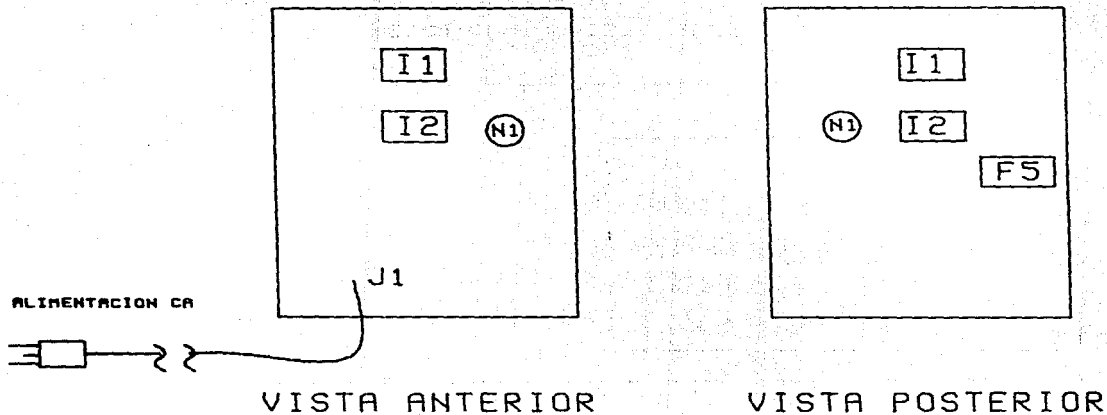 I1
I1
I2
N1
N1
I2
F5
J1
ALIMENTACION CA
VISTA ANTERIOR
VISTA POSTERIOR